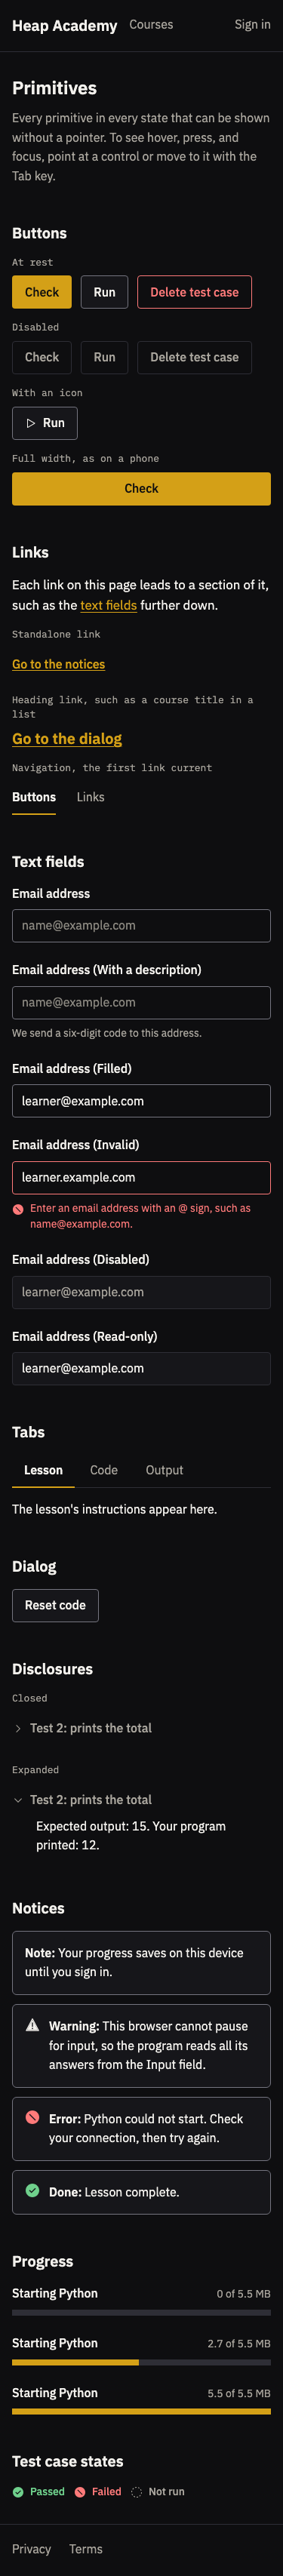 Heap Academy Courses Sign in
Primitives
Every primitive in every state that can be shown
without a pointer. To see hover, press, and
focus, point at a control or move to it with the
Tab key.
Buttons
At rest
Check Run Delete test case
Disabled
Check Run Delete test case
With an icon
Run
Full width, as on a phone
Check
Links
Each link on this page leads to a section of it,
such as the text fields further down.
Standalone link
Go to the notices
Heading link, such as a course title in a
list
Go to the dialog
Navigation, the first link current
Buttons Links
Text fields
Email address
name@example.com
Email address (With a description)
name@example.com
We send a six-digit code to this address.
Email address (Filled)
learner@example.com
Email address (Invalid)
learner.example.com
Enter an email address with an @ sign, such as
name@example.com.
Email address (Disabled)
learner@example.com
Email address (Read-only)
learner@example.com
Tabs
Lesson Code Output
The lesson's instructions appear here.
Dialog
Reset code
Disclosures
Closed
Test 2: prints the total
Expanded
Test 2: prints the total
Expected output: 15. Your program
printed: 12.
Notices
Note: Your progress saves on this device
until you sign in.
Warning: This browser cannot pause
for input, so the program reads all its
answers from the Input field.
Error: Python could not start. Check
your connection, then try again.
Done: Lesson complete.
Progress
Starting Python 0 of 5.5 MB
Starting Python 2.7 of 5.5 MB
Starting Python 5.5 of 5.5 MB
Test case states
Passed Failed Not run
Privacy Terms